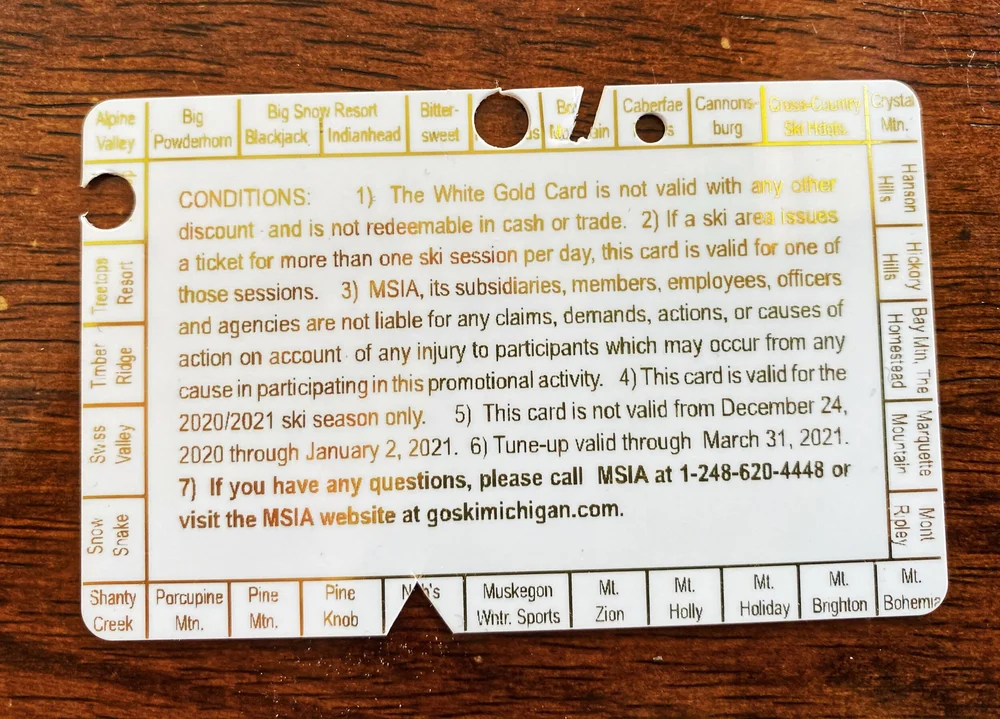 Alpine
Valley
Big
Powderhorn
Big Snow Resort
Blackjack
Indianhead
Bitter-
sweet
Caberfae
Cannons-
burg
Cross-Country
Ski Hdqts.
Crystal
Mtn.
Hanson
Hills
Hickory
Hills
Bay Mtn, The
Homestead
Marquette
Mountain
Mont
Ripley
CONDITIONS: 1). The White Gold Card is not valid with any other
discount and is not redeemable in cash or trade. 2) If a ski area issues
a ticket for more than one ski session per day, this card is valid for one of
those sessions. 3) MSIA, its subsidiaries, members, employees, officers
and agencies are not liable for any claims, demands, actions, or causes of
action on account of any injury to participants which may occur from any
cause in participating in this promotional activity. 4) This card is valid for the
2020/2021 ski season only. 5) This card is not valid from December 24,
2020 through January 2, 2021. 6) Tune-up valid through March 31, 2021.
7) If you have any questions, please call MSIA at 1-248-620-4448 or
visit the MSIA website at goskimichigan.com.
Treetops
Resort
Timber
Ridge
Swiss
Valley
Snow
Snake
Shanty
Creek
Porcupine
Mtn.
Pine
Mtn.
Pine
Knob
Muskegon
Wntr. Sports
Mt.
Zion
Mt.
Holly
Mt.
Holiday
Mt.
Brighton
Mt.
Bohemia